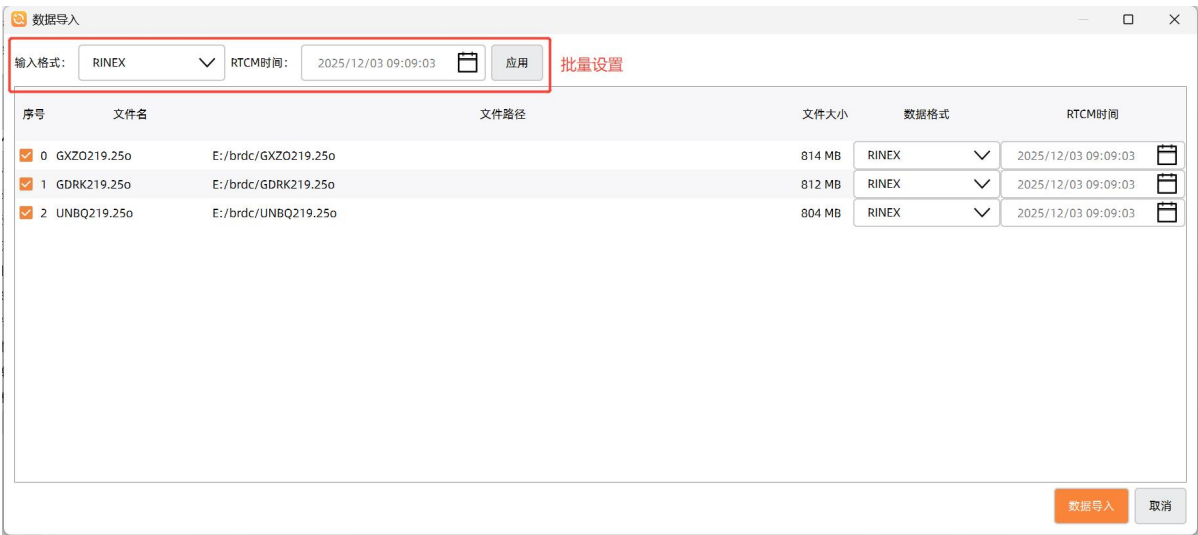 数据导入
输入格式： RINEX RTCM时间： 2025/12/03 09:09:03 应用 批量设置
序号 文件名 文件路径 文件大小 数据格式 RTCM时间
0 GXZO219.25o E:/brdc/GXZO219.25o 814 MB RINEX 2025/12/03 09:09:03
1 GDRK219.25o E:/brdc/GDRK219.25o 812 MB RINEX 2025/12/03 09:09:03
2 UNBQ219.25o E:/brdc/UNBQ219.25o 804 MB RINEX 2025/12/03 09:09:03
数据导入 取消